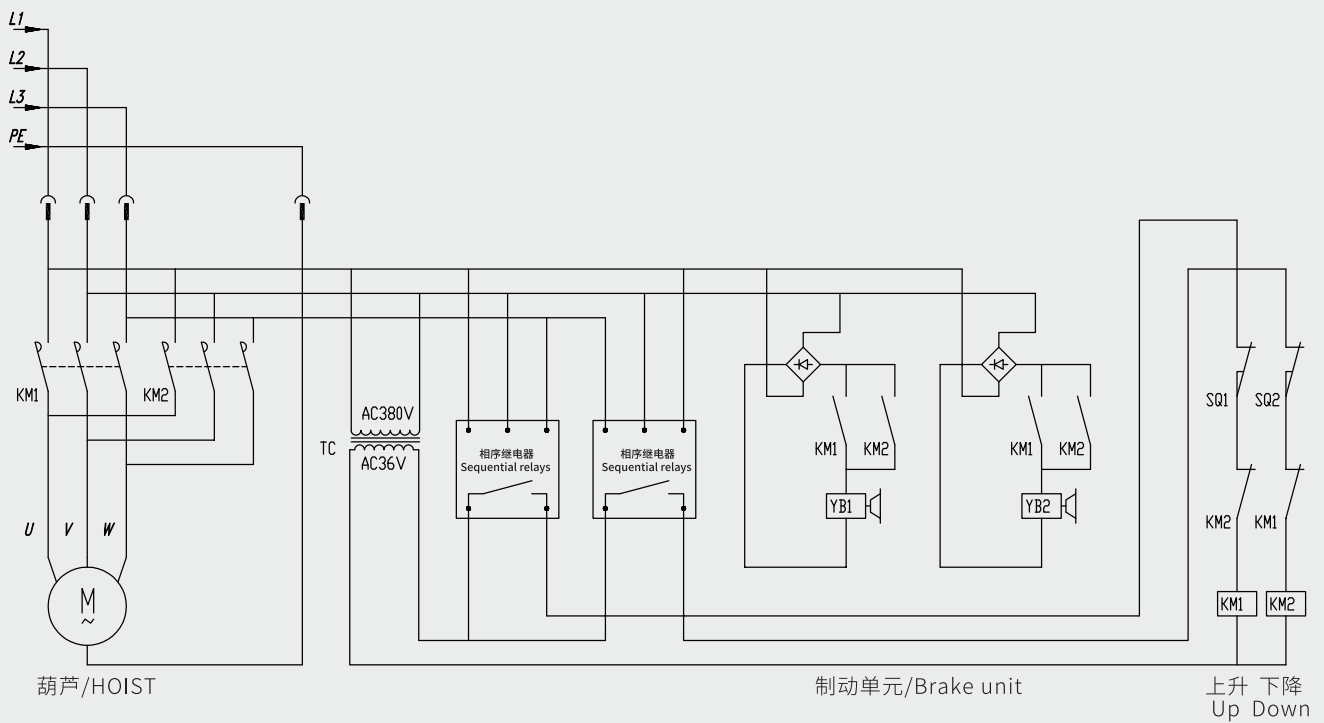 L1
L2
L3
PE
KM1
KM2
AC380V
TC
AC36V
相序继电器
Sequential relays
相序继电器
Sequential relays
KM1
KM2
KM1
KM2
SQ1
SQ2
YB1
YB2
KM2
KM1
U
V
W
M
~
KM1
KM2
葫芦/HOIST
制动单元/Brake unit
上升 下降
Up Down